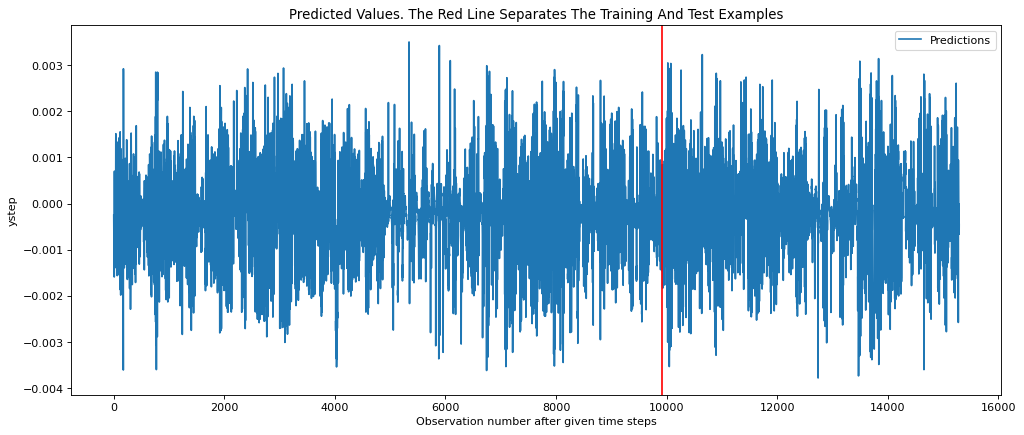 Predicted Values. The Red Line Separates The Training And Test Examples
Predictions
0.003
0.002
0.001
0.000
−0.001
−0.002
−0.003
−0.004
ystep
0 2000 4000 6000 8000 10000 12000 14000 16000
Observation number after given time steps